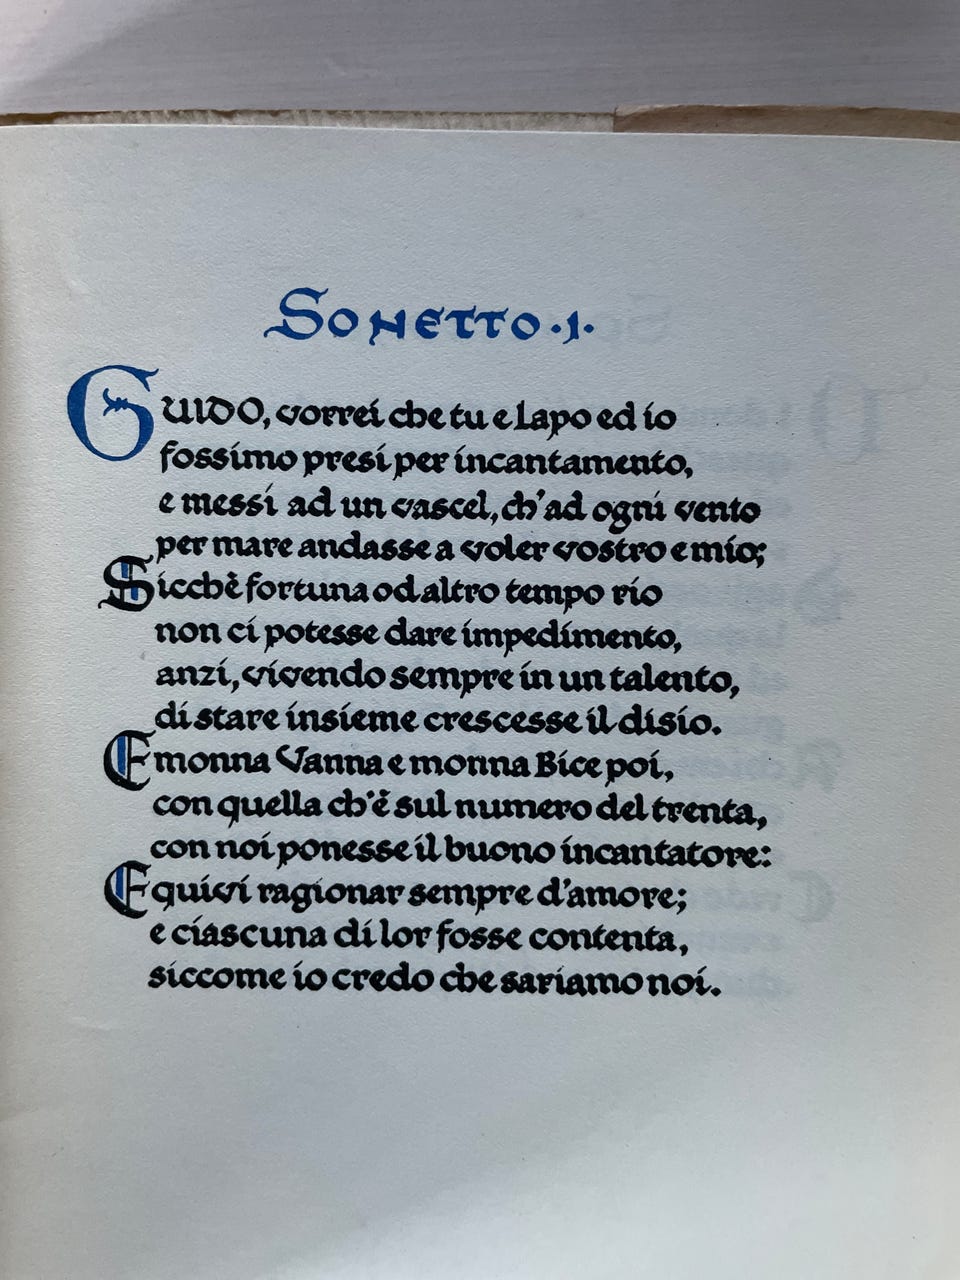 SONETTO·I·
GUIDO, vorrei che tu e Lapo ed io
fossimo presi per incantamento,
e messi ad un vascel, ch'ad ogni vento
per mare andasse a voler vostro e mio;
Sicchè fortuna od altro tempo rio
non ci potesse dare impedimento,
anzi, vivendo sempre in un talento,
di stare insieme crescesse il disio.
E monna Vanna e monna Bice poi,
con quella ch'è sul numero del trenta,
con noi ponesse il buono incantatore:
E quivi ragionar sempre d'amore;
e ciascuna di lor fosse contenta,
siccome io credo che sariamo noi.